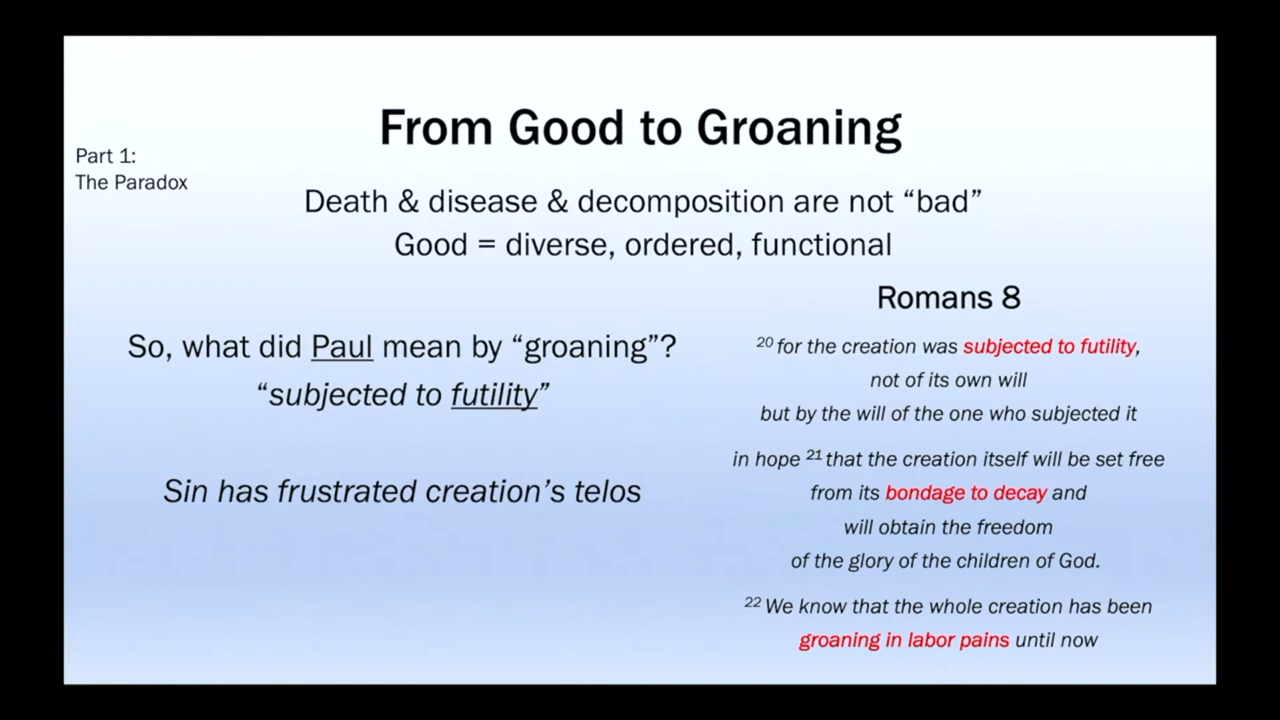 From Good to Groaning
Part 1:
The Paradox
Death & disease & decomposition are not “bad”
Good = diverse, ordered, functional
So, what did Paul mean by “groaning”?
“subjected to futility”
Sin has frustrated creation’s telos
Romans 8
20 for the creation was subjected to futility,
not of its own will
but by the will of the one who subjected it
in hope 21 that the creation itself will be set free
from its bondage to decay and
will obtain the freedom
of the glory of the children of God.
22 We know that the whole creation has been
groaning in labor pains until now